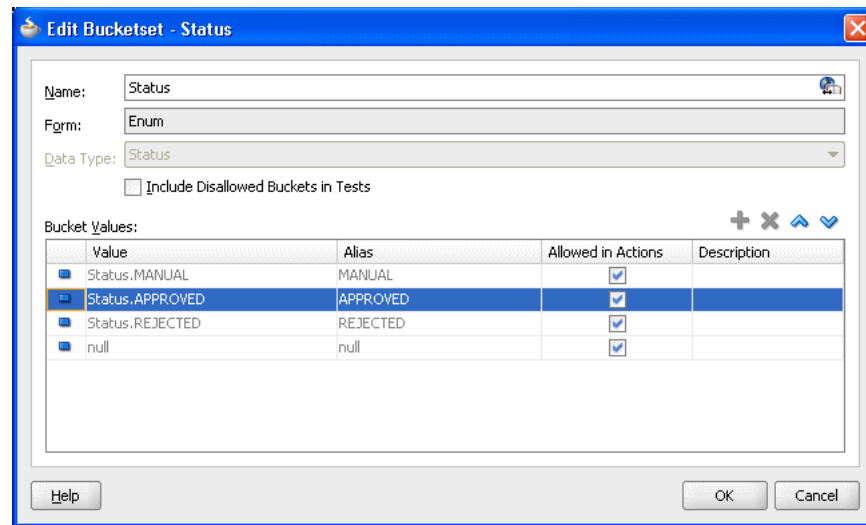 Edit Bucketset - Status
Name: Status
Form: Enum
Data Type: Status
Include Disallowed Buckets in Tests
Bucket Values:
Value Alias Allowed in Actions Description
Status.MANUAL MANUAL
Status.APPROVED APPROVED
Status.REJECTED REJECTED
null null
Help OK Cancel